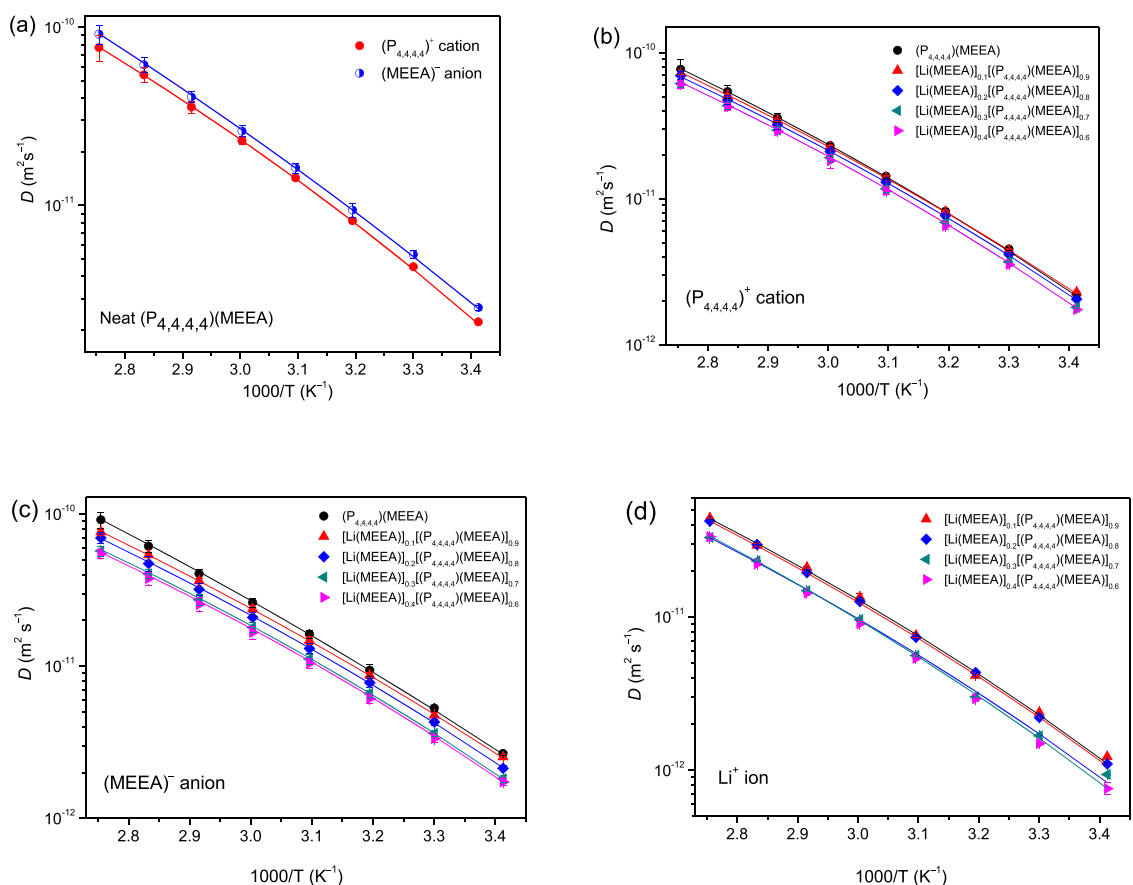 (a)
10⁻¹⁰
10⁻¹¹
D (m²s⁻¹)
(P₄,₄,₄,₄)⁺ cation
(MEEA)⁻ anion
Neat (P₄,₄,₄,₄)(MEEA)
2.8 2.9 3.0 3.1 3.2 3.3 3.4
1000/T (K⁻¹)
(b)
10⁻¹⁰
10⁻¹¹
10⁻¹²
D (m²s⁻¹)
(P₄,₄,₄,₄)(MEEA)
[Li(MEEA)]₀.₁[(P₄,₄,₄,₄)(MEEA)]₀.₉
[Li(MEEA)]₀.₂[(P₄,₄,₄,₄)(MEEA)]₀.₈
[Li(MEEA)]₀.₃[(P₄,₄,₄,₄)(MEEA)]₀.₇
[Li(MEEA)]₀.₄[(P₄,₄,₄,₄)(MEEA)]₀.₆
(P₄,₄,₄,₄)⁺ cation
2.8 2.9 3.0 3.1 3.2 3.3 3.4
1000/T (K⁻¹)
(c)
10⁻¹⁰
10⁻¹¹
10⁻¹²
D (m² s⁻¹)
(P₄,₄,₄,₄)(MEEA)
[Li(MEEA)]₀.₁[(P₄,₄,₄,₄)(MEEA)]₀.₉
[Li(MEEA)]₀.₂[(P₄,₄,₄,₄)(MEEA)]₀.₈
[Li(MEEA)]₀.₃[(P₄,₄,₄,₄)(MEEA)]₀.₇
[Li(MEEA)]₀.₄[(P₄,₄,₄,₄)(MEEA)]₀.₆
(MEEA)⁻ anion
2.8 2.9 3.0 3.1 3.2 3.3 3.4
1000/T (K⁻¹)
(d)
10⁻¹¹
10⁻¹²
D (m² s⁻¹)
[Li(MEEA)]₀.₁[(P₄,₄,₄,₄)(MEEA)]₀.₉
[Li(MEEA)]₀.₂[(P₄,₄,₄,₄)(MEEA)]₀.₈
[Li(MEEA)]₀.₃[(P₄,₄,₄,₄)(MEEA)]₀.₇
[Li(MEEA)]₀.₄[(P₄,₄,₄,₄)(MEEA)]₀.₆
Li⁺ ion
2.8 2.9 3.0 3.1 3.2 3.3 3.4
1000/T (K⁻¹)